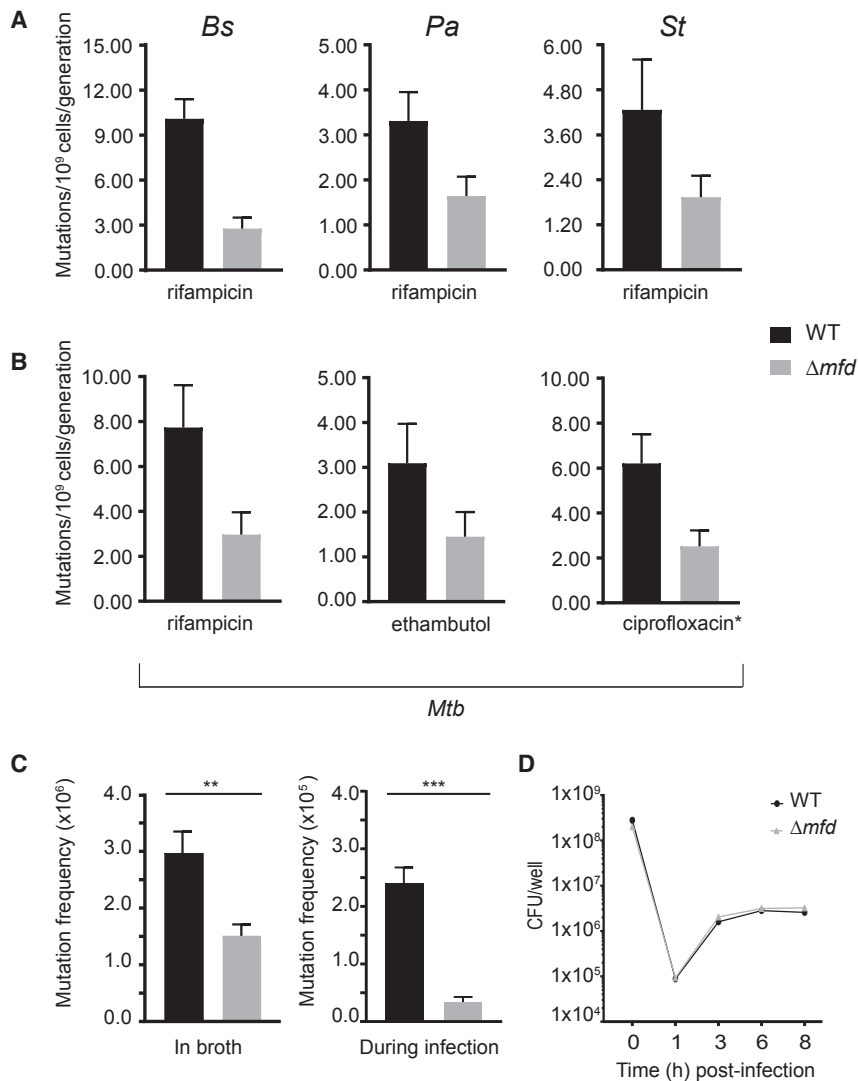 A
Bs
Pa
St
Mutations/10⁹ cells/generation
15.00
12.00
9.00
6.00
3.00
0.00
rifampicin
5.00
4.00
3.00
2.00
1.00
0.00
rifampicin
6.00
4.80
3.60
2.40
1.20
0.00
rifampicin
WT
Δmfd
B
Mutations/10⁹ cells/generation
10.00
8.00
6.00
4.00
2.00
0.00
rifampicin
5.00
4.00
3.00
2.00
1.00
0.00
ethambutol
10.00
8.00
6.00
4.00
2.00
0.00
ciprofloxacin*
Mtb
C
Mutation frequency (x10⁶)
4.0
3.0
2.0
1.0
0.0
**
In broth
Mutation frequency (x10⁵)
4.0
3.0
2.0
1.0
0.0
***
During infection
D
CFU/well
1x10⁹
1x10⁸
1x10⁷
1x10⁶
1x10⁵
1x10⁴
WT
Δmfd
0 1 3 6 8
Time (h) post-infection